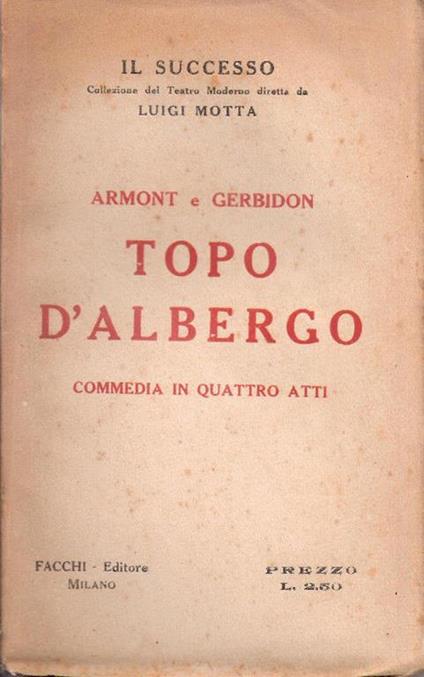 IL SUCCESSO
Collezione del Teatro Moderno diretta da
LUIGI MOTTA
ARMONT e GERBIDON
TOPO
D'ALBERGO
COMMEDIA IN QUATTRO ATTI
FACCHI - Editore
MILANO
PREZZO
L. 2.50